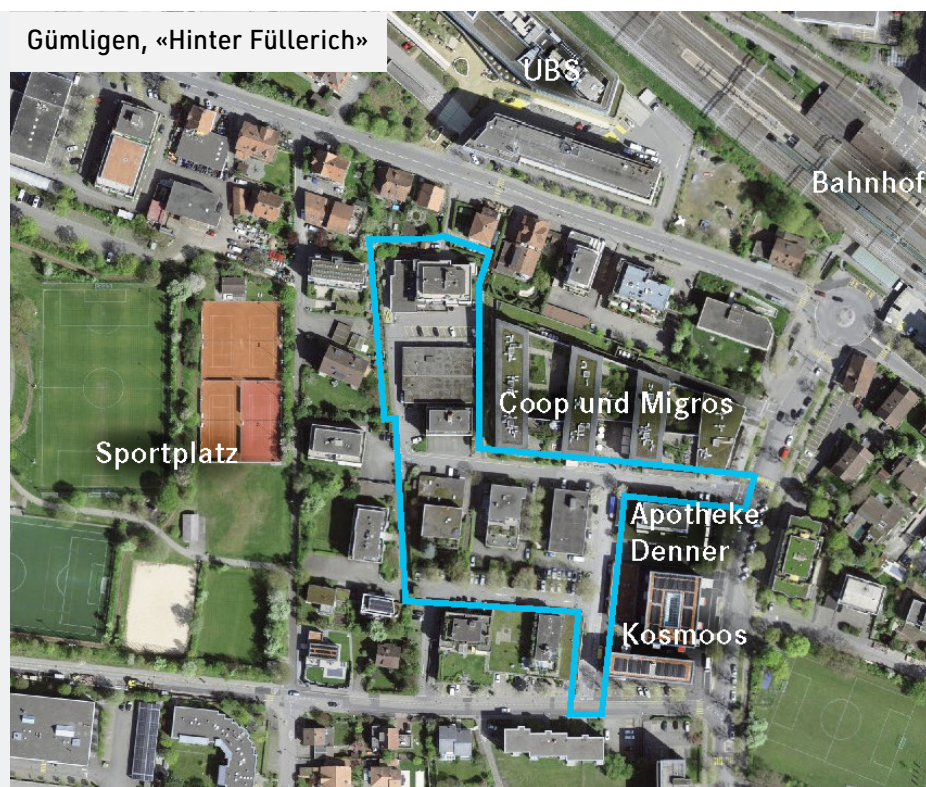 Gümligen, «Hinter Füllerich»
UBS
Bahnhof
Coop und Migros
Sportplatz
Apotheke
Denner
Kosmoos